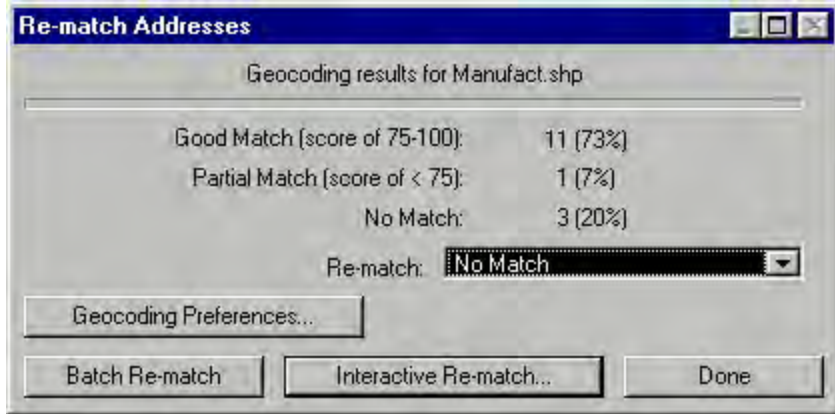 Re-match Addresses
Geocoding results for Manufact.shp
Good Match (score of 75-100): 11 (73%)
Partial Match (score of < 75): 1 (7%)
No Match: 3 (20%)
Re-match: No Match
Geocoding Preferences...
Batch Re-match Interactive Re-match... Done